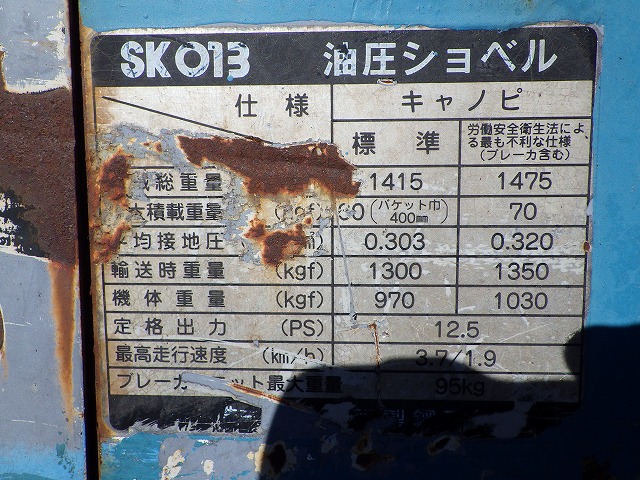 SK013 油圧ショベル
仕様 キャノピ
標準 労働安全衛生法による最も不利な仕様(ブレーカ含む)
総重量 1415 1475
大積載重量 0(バケット巾400mm) 70
均接地圧 0.303 0.320
輸送時重量 (kgf) 1300 1350
機体重量 (kgf) 970 1030
定格出力 (PS) 12.5
最高走行速度 (km/h) 3.7/1.9
ブレーカ ット最大重量 95kg